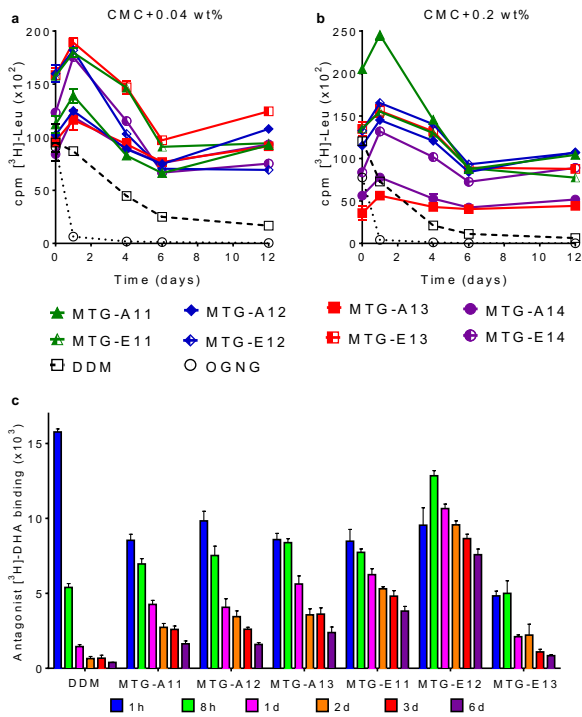 a CMC+0.04 wt%
b CMC+0.2 wt%
cpm [³H]-Leu (x10²)
200
150
100
50
0
0 2 4 6 8 10 12
Time (days)
cpm [³H]-Leu (x10²)
250
200
150
100
50
0
0 2 4 6 8 10 12
Time (days)
MTG-A11 MTG-A12 MTG-A13 MTG-A14
MTG-E11 MTG-E12 MTG-E13 MTG-E14
DDM OGNG
c
Antagonist [³H]-DHA binding (x10³)
15
10
5
0
DDM MTG-A11 MTG-A12 MTG-A13 MTG-E11 MTG-E12 MTG-E13
1h 8h 1d 2d 3d 6d